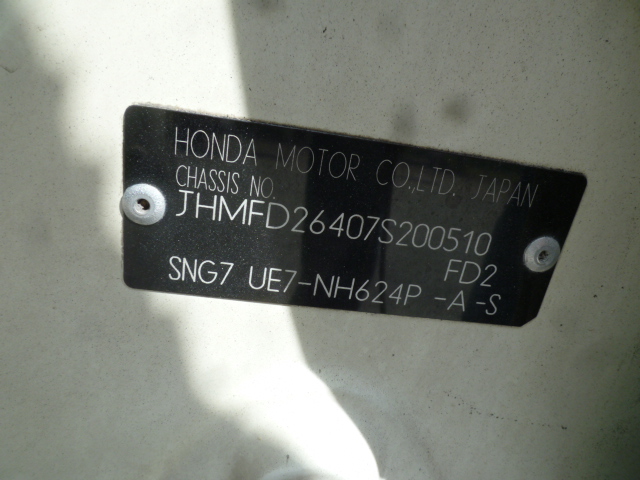 HONDA MOTOR CO.,LTD. JAPAN
CHASSIS NO.
JHMFD26407S200510
FD2
SNG7 UE7-NH624P -A -S